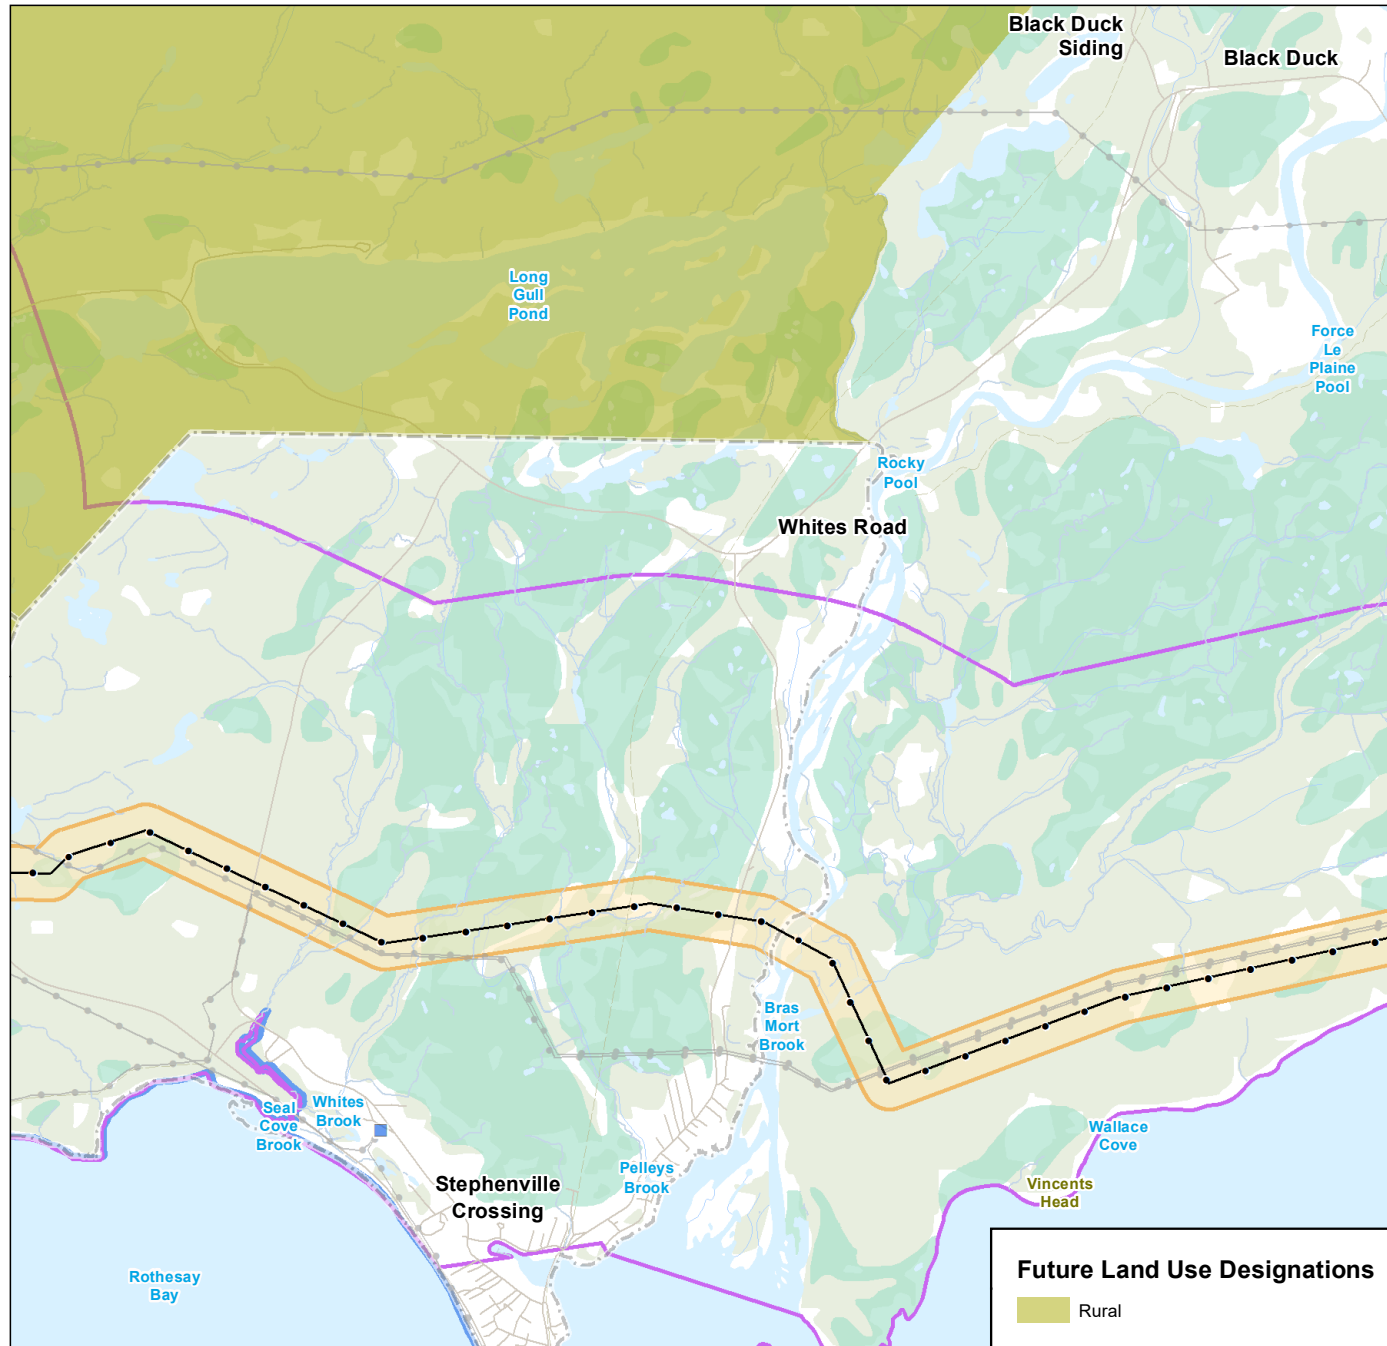 Black Duck
Siding
Black Duck
Long
Gull
Pond
Force
Le
Plaine
Pool
Rocky
Pool
Whites Road
Bras
Mort
Brook
Seal
Cove
Brook
Whites
Brook
Wallace
Cove
Pelleys
Brook
Vincents
Head
Stephenville
Crossing
Rothesay
Bay
Future Land Use Designations
Rural